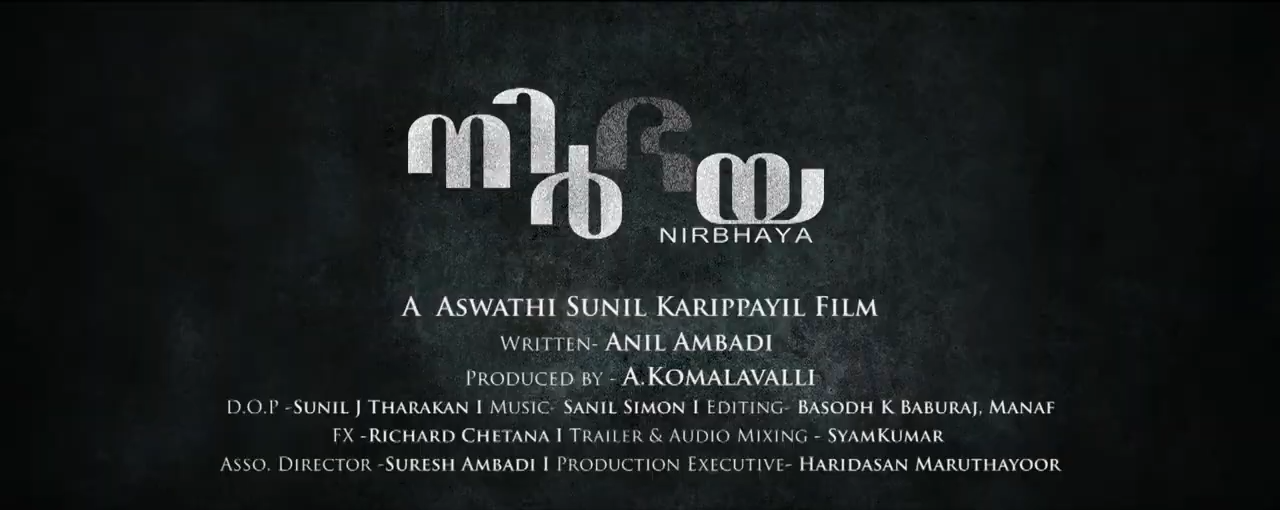 നിർഭയ
NIRBHAYA
A ASWATHI SUNIL KARIPPAYIL FILM
WRITTEN- ANIL AMBADI
PRODUCED BY - A.KOMALAVALLI
D.O.P -SUNIL J THARAKAN I MUSIC- SANIL SIMON I EDITING- BASODH K BABURAJ, MANAF
FX -RICHARD CHETANA I TRAILER & AUDIO MIXING - SYAMKUMAR
ASSO. DIRECTOR -SURESH AMBADI I PRODUCTION EXECUTIVE- HARIDASAN MARUTHAYOOR